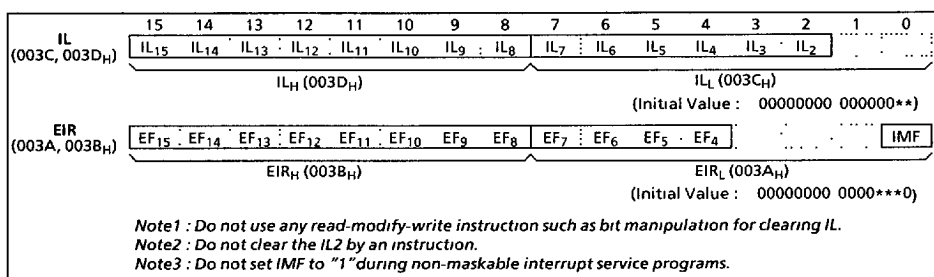 15 14 13 12 11 10 9 8 7 6 5 4 3 2 1 0
IL
(003C, 003DH)
IL15 IL14 IL13 IL12 IL11 IL10 IL9 IL8 IL7 IL6 IL5 IL4 IL3 IL2
ILH (003DH) ILL (003CH)
(Initial Value : 00000000 000000**)
EIR
(003A, 003BH)
EF15 EF14 EF13 EF12 EF11 EF10 EF9 EF8 EF7 EF6 EF5 EF4 IMF
EIRH (003BH) EIRL (003AH)
(Initial Value : 00000000 0000***0)
Note1 : Do not use any read-modify-write instruction such as bit manipulation for clearing IL.
Note2 : Do not clear the IL2 by an instruction.
Note3 : Do not set IMF to "1" during non-maskable interrupt service programs.